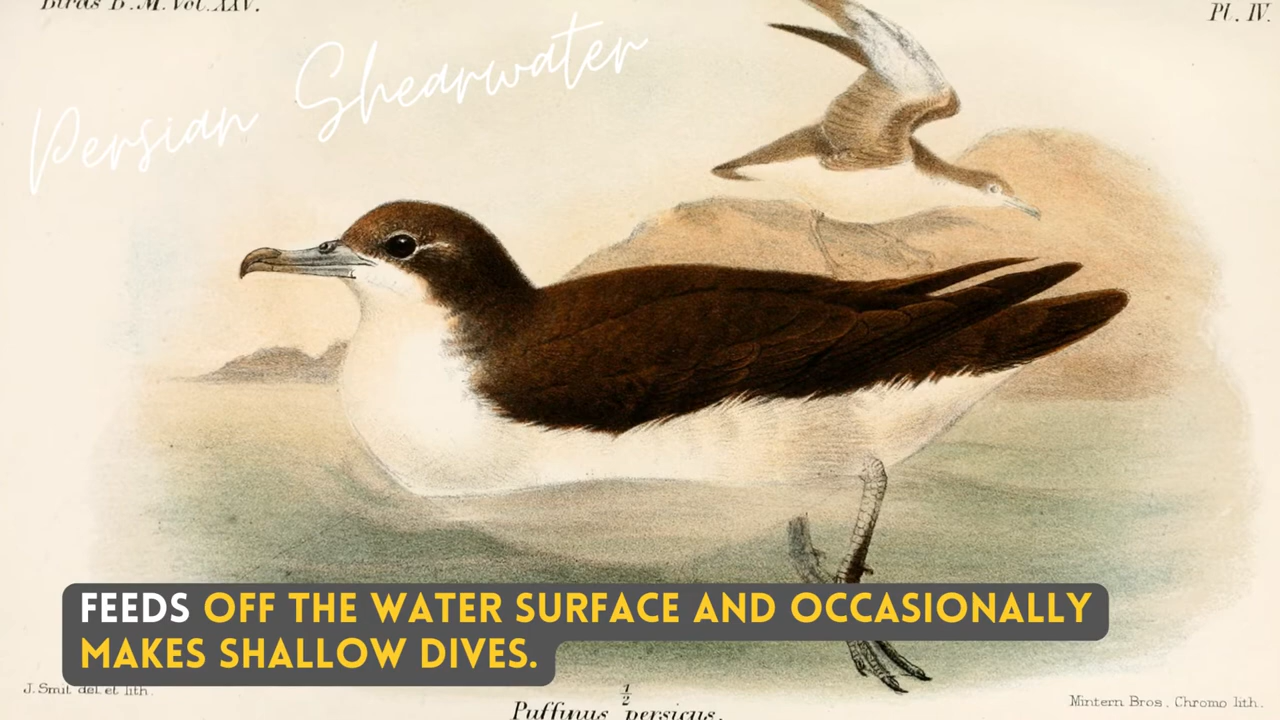 Birds B.M. Vol. XXV.
Pl. IV.
Persian Shearwater
FEEDS OFF THE WATER SURFACE AND OCCASIONALLY
MAKES SHALLOW DIVES.
J. Smit del. et lith.
1/2
Mintern Bros. Chromo lith.
Puffinus persicus.